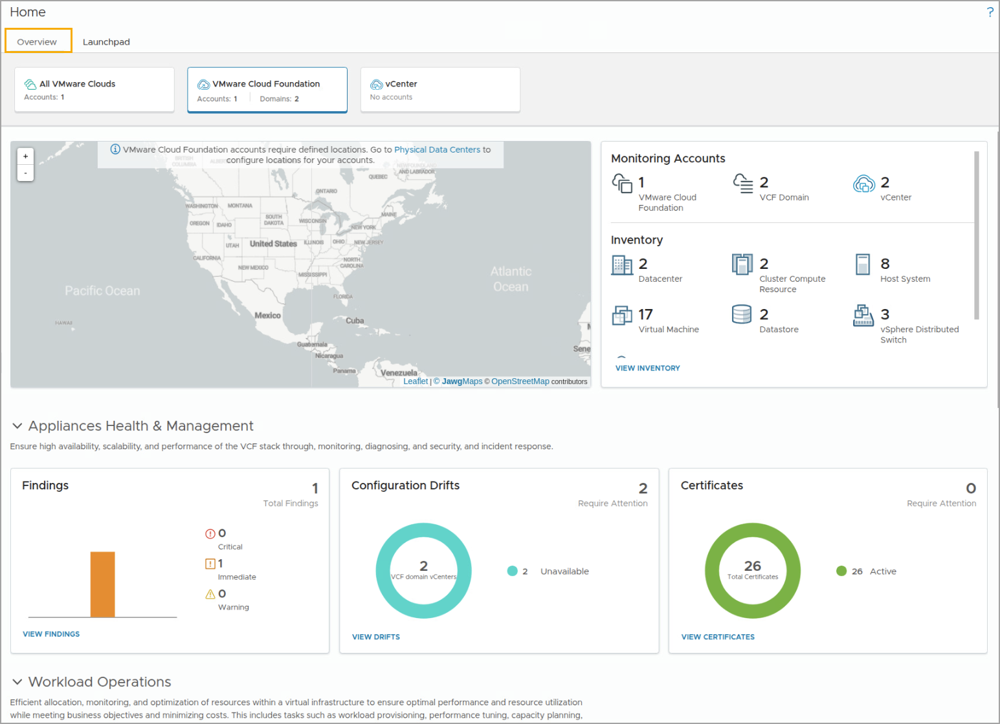 Home
?
Overview
Launchpad
All VMware Clouds
Accounts: 1
VMware Cloud Foundation
Accounts: 1
Domains: 2
vCenter
No accounts
+
-
VMware Cloud Foundation accounts require defined locations. Go to Physical Data Centers to
configure locations for your accounts.
BRITISH
COLUMBIA
NEWFOUNDLAND
AND LABRADOR
QUEBEC
ONTARIO
WASHINGTON
MONTANA
SOUTH
DAKOTA
WISCONSIN
MAINE
OREGON
IDAHO
NEW YORK
UTAH
United States
ILLINOIS
OHIO
NEW JERSEY
CALIFORNIA
NEW MEXICO
NORTH
CAROLINA
MISSISSIPPI
Atlantic
Ocean
Pacific Ocean
FLORIDA
HAWAII
Mexico
Cuba
Guatemala
Nicaragua
Sene
Panama
Venezuela
Leaflet | © JawgMaps © OpenStreetMap contributors
Monitoring Accounts
1
VMware Cloud
Foundation
2
VCF Domain
2
vCenter
Inventory
2
Datacenter
2
Cluster Compute
Resource
8
Host System
17
Virtual Machine
2
Datastore
3
vSphere Distributed
Switch
VIEW INVENTORY
Appliances Health & Management
Ensure high availability, scalability, and performance of the VCF stack through, monitoring, diagnosing, and security, and incident response.
Findings
1
Total Findings
0
Critical
1
Immediate
0
Warning
VIEW FINDINGS
Configuration Drifts
2
Require Attention
2
VCF domain vCenters
2 Unavailable
VIEW DRIFTS
Certificates
0
Require Attention
26
Total Certificates
26 Active
VIEW CERTIFICATES
Workload Operations
Efficient allocation, monitoring, and optimization of resources within a virtual infrastructure to ensure optimal performance and resource utilization
while meeting business objectives and minimizing costs. This includes tasks such as workload provisioning, performance tuning, capacity planning,